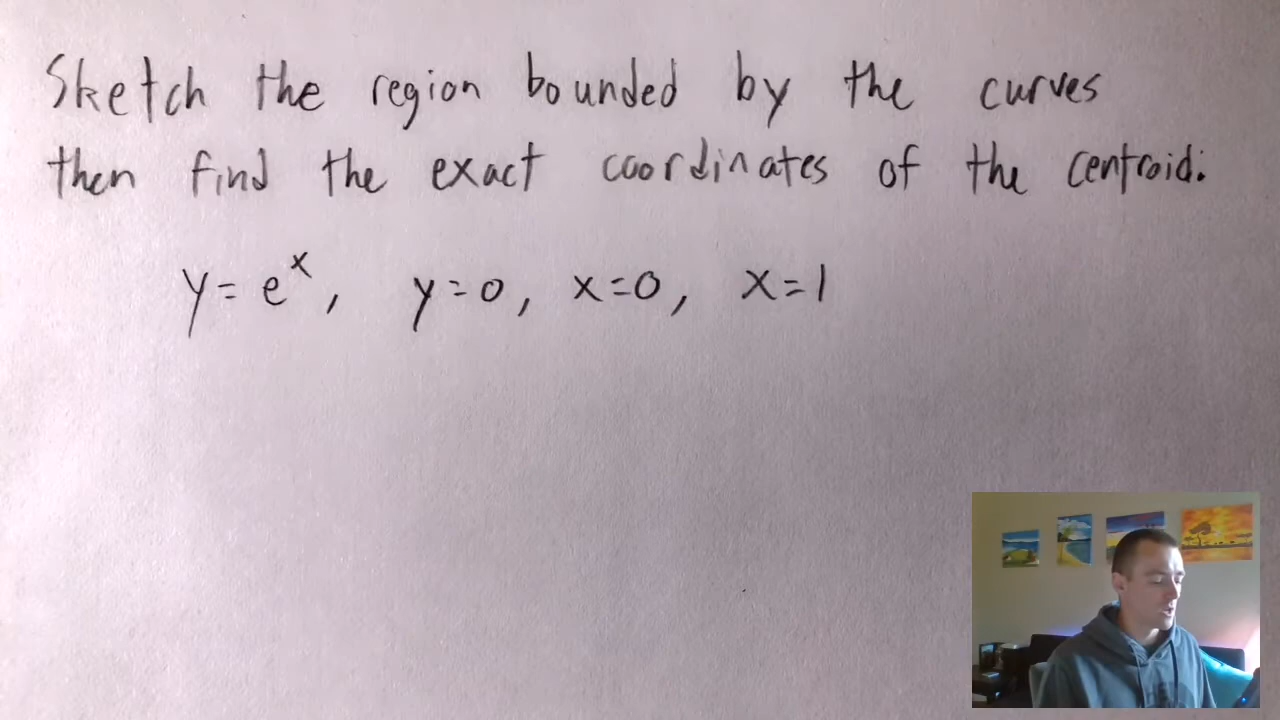 Sketch the region bounded by the curves
then find the exact coordinates of the centroid.
y=e^x, y=0, x=0, x=1